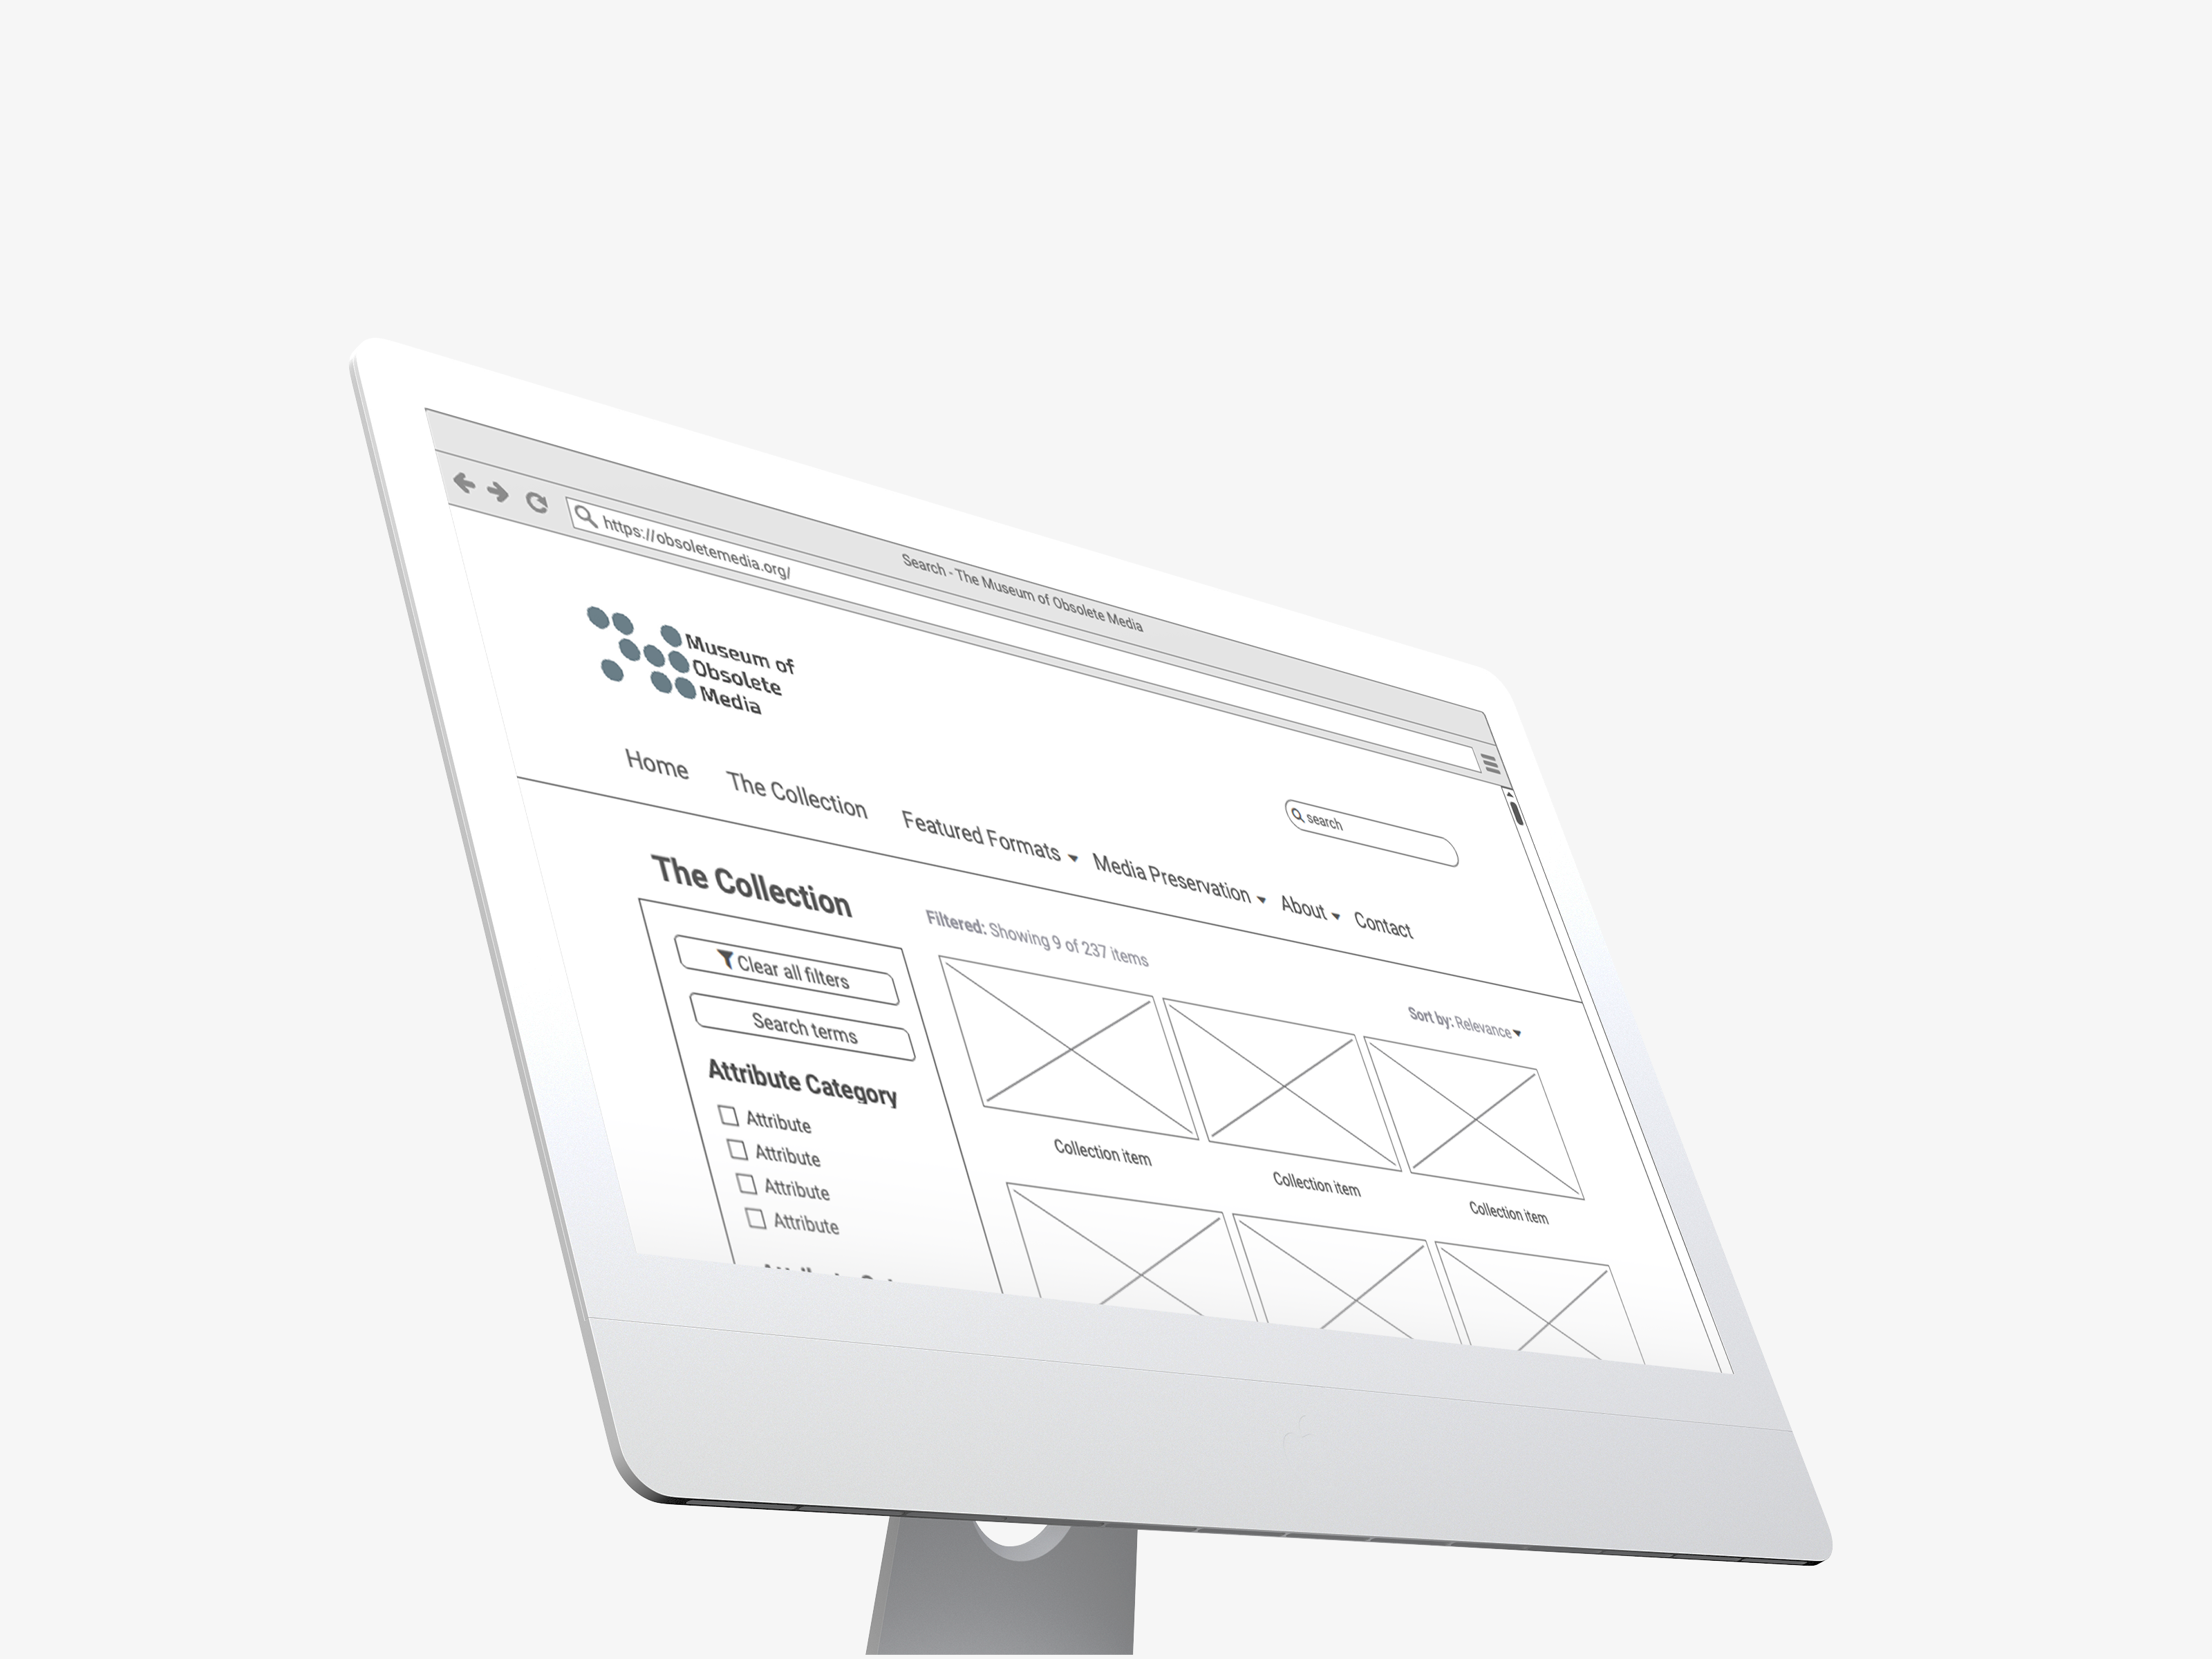 Search - The Museum of Obsolete Media
https://obsoletemedia.org/
Museum of
Obsolete
Media
search
Home The Collection Featured Formats Media Preservation About Contact
The Collection
Filtered: Showing 9 of 237 items
Sort by: Relevance
Clear all filters
Search terms
Attribute Category
Attribute
Attribute
Attribute
Attribute
Collection item
Collection item
Collection item